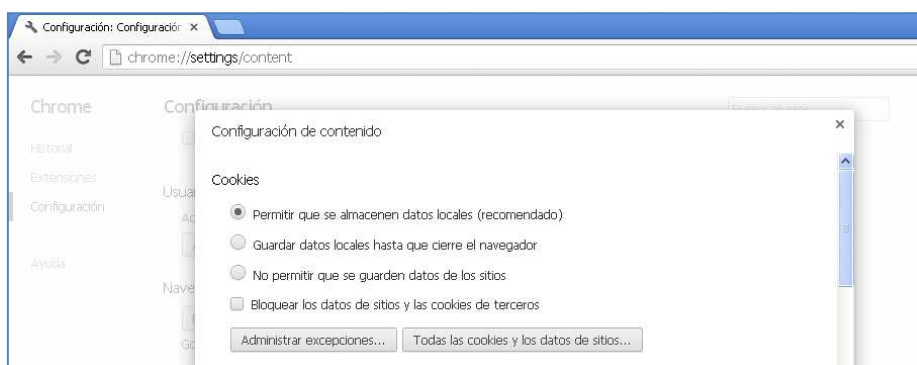 Configuración: Configuración
chrome://settings/content
Chrome
Configuración
Historial
Extensiones
Configuración
Ayuda
Usua
Nave
Configuración de contenido
Cookies
Permitir que se almacenen datos locales (recomendado)
Guardar datos locales hasta que cierre el navegador
No permitir que se guarden datos de los sitios
Bloquear los datos de sitios y las cookies de terceros
Administrar excepciones... Todas las cookies y los datos de sitios...